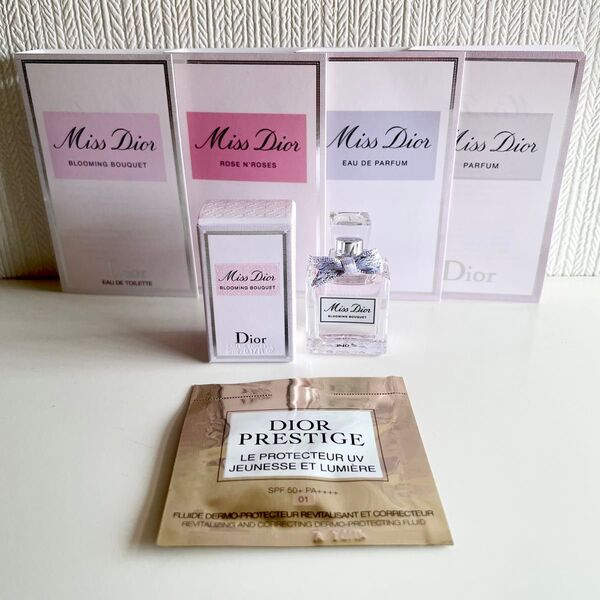 Miss Dior
BLOOMING BOUQUET
EAU DE TOILETTE
Miss Dior
ROSE N'ROSES
Miss Dior
EAU DE PARFUM
Miss Dior
PARFUM
Dior
Miss Dior
BLOOMING BOUQUET
Dior
Miss Dior
BLOOMING BOUQUET
DIOR
PRESTIGE
LE PROTECTEUR UV
JEUNESSE ET LUMIÈRE
SPF 50+ PA++++
01
FLUIDE DERMO-PROTECTEUR REVITALISANT ET CORRECTEUR
REVITALIZING AND CORRECTING DERMO-PROTECTING FLUID